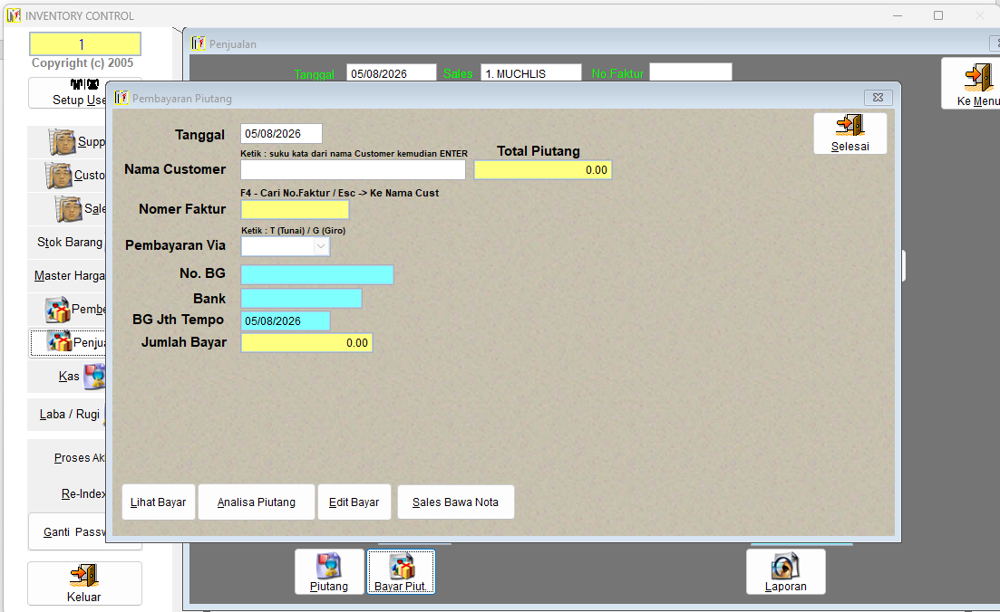 INVENTORY CONTROL
1
Copyright (c) 2005
Setup Use
Supp
Custo
Sale
Stok Barang
Master Harga
Pembe
Penjua
Kas
Laba / Rugi
Proses Ak
Re-Index
Ganti Passw
Keluar
Penjualan
Tanggal 05/08/2026 Sales 1. MUCHLIS No.Faktur
Ke Menu
Pembayaran Piutang
Selesai
Tanggal 05/08/2026
Ketik : suku kata dari nama Customer kemudian ENTER
Total Piutang
Nama Customer 0.00
F4 - Cari No.Faktur / Esc -> Ke Nama Cust
Nomer Faktur
Ketik : T (Tunai) / G (Giro)
Pembayaran Via
No. BG
Bank
BG Jth Tempo 05/08/2026
Jumlah Bayar 0.00
Lihat Bayar Analisa Piutang Edit Bayar Sales Bawa Nota
Piutang Bayar Piut. Laporan